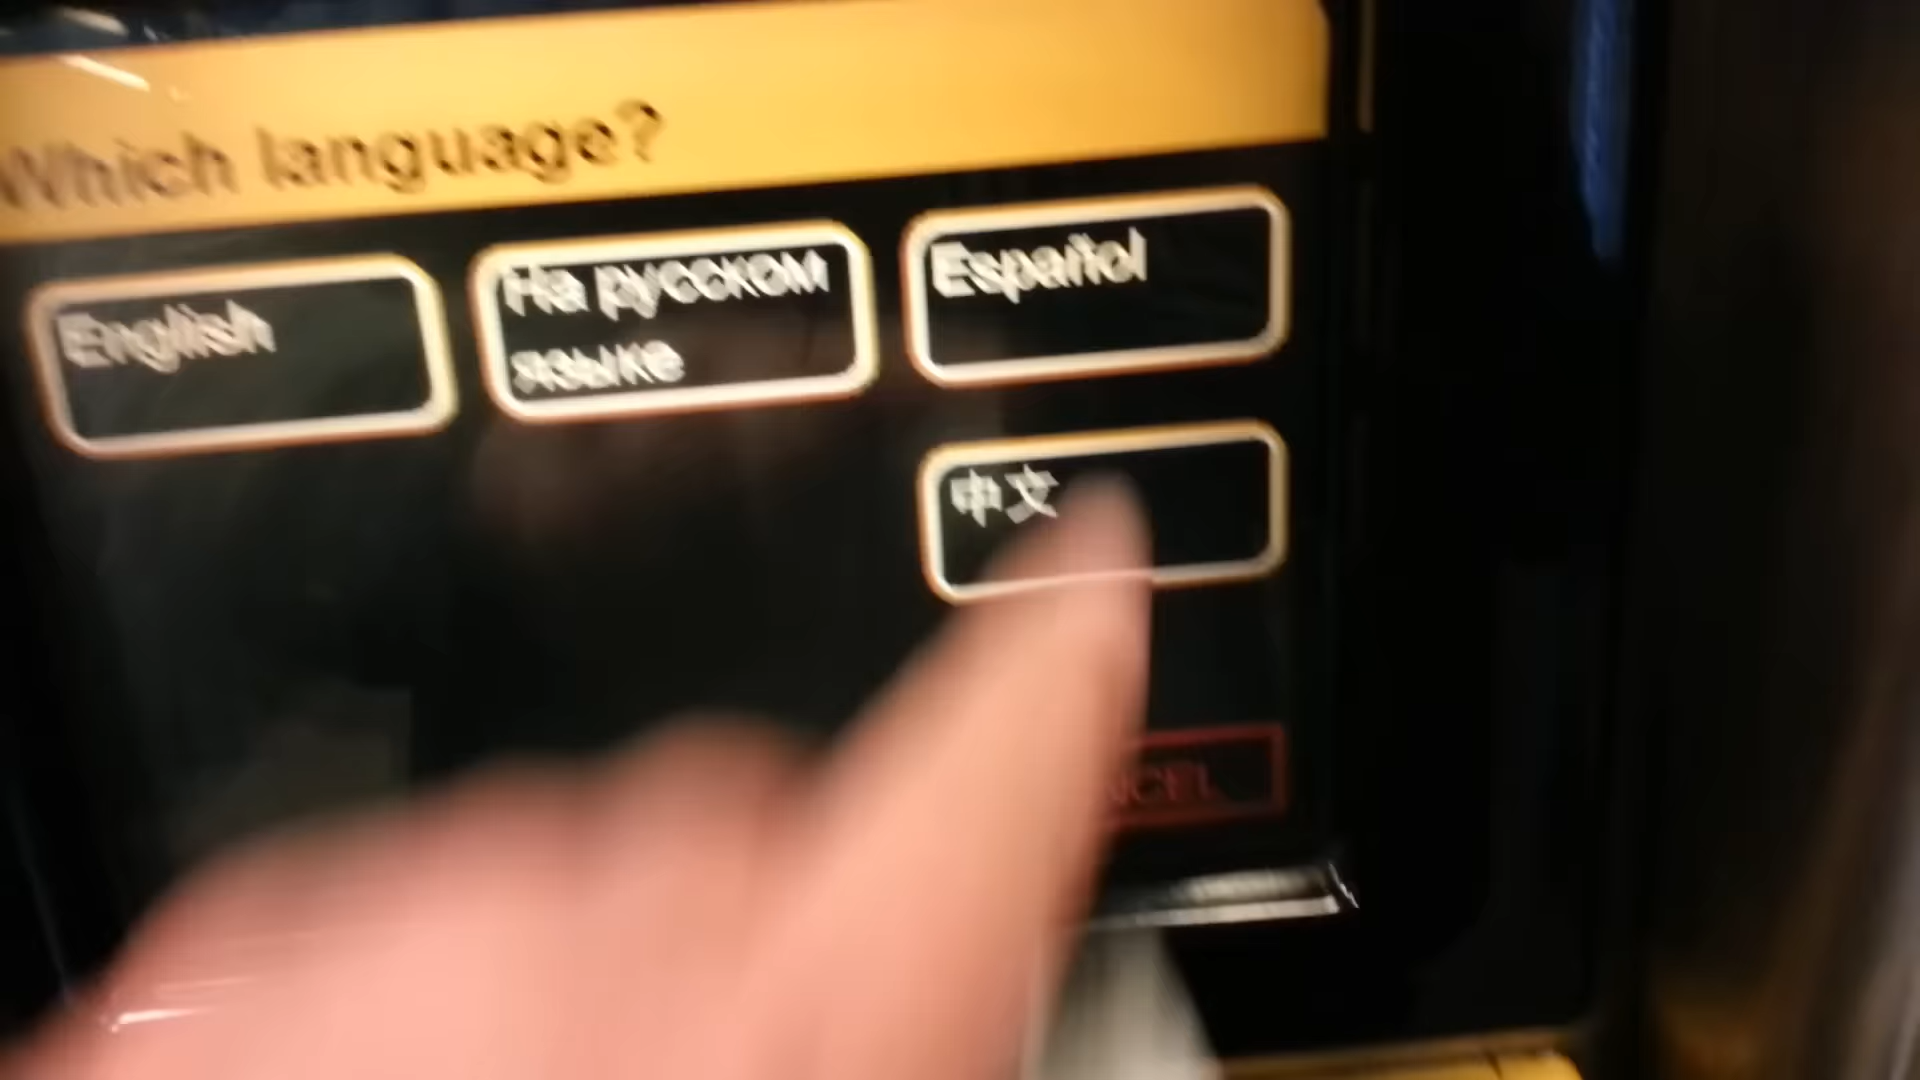 Which language?
English
На русском
языке
Español
中文